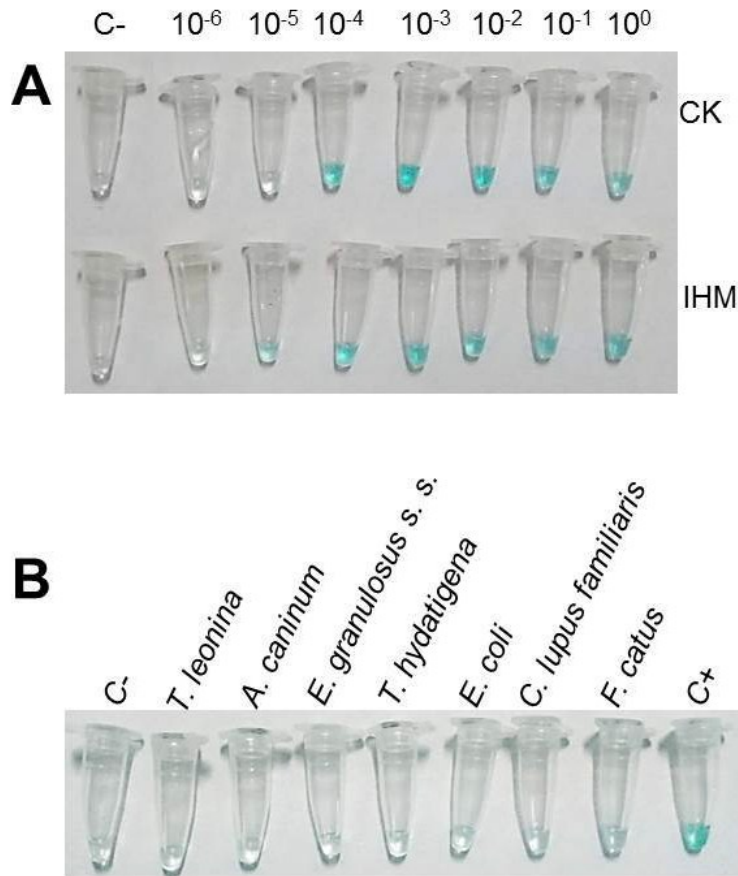 C- 10-6 10-5 10-4 10-3 10-2 10-1 100
A
CK
IHM
B
C- T. leonina A. caninum E. granulosus s. s. T. hydatigena E. coli C. lupus familiaris F. catus C+